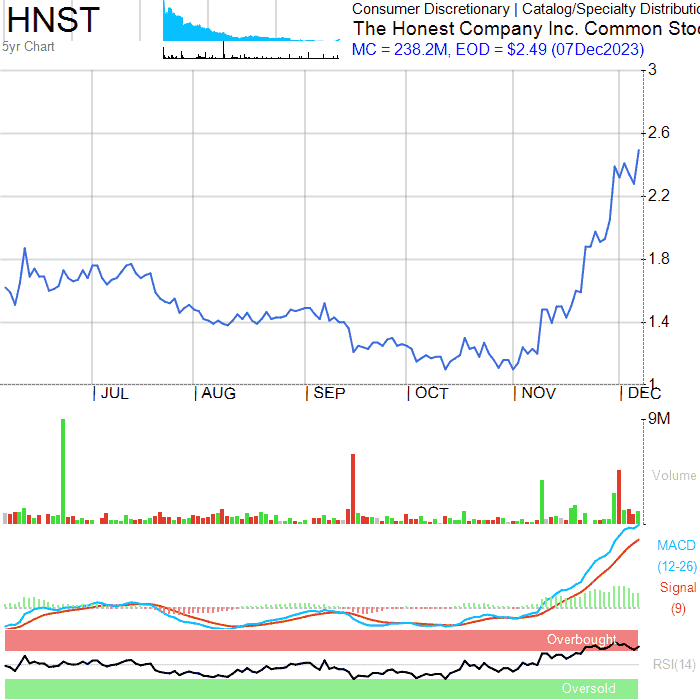 HNST
5yr Chart
Consumer Discretionary | Catalog/Specialty Distributio
The Honest Company Inc. Common Stoc
MC = 238.2M, EOD = $2.49 (07Dec2023)
3
2.6
2.2
1.8
1.4
1
JUL AUG SEP OCT NOV DEC
9M
Volume
MACD
(12-26)
Signal
(9)
Overbought
RSI(14)
Oversold